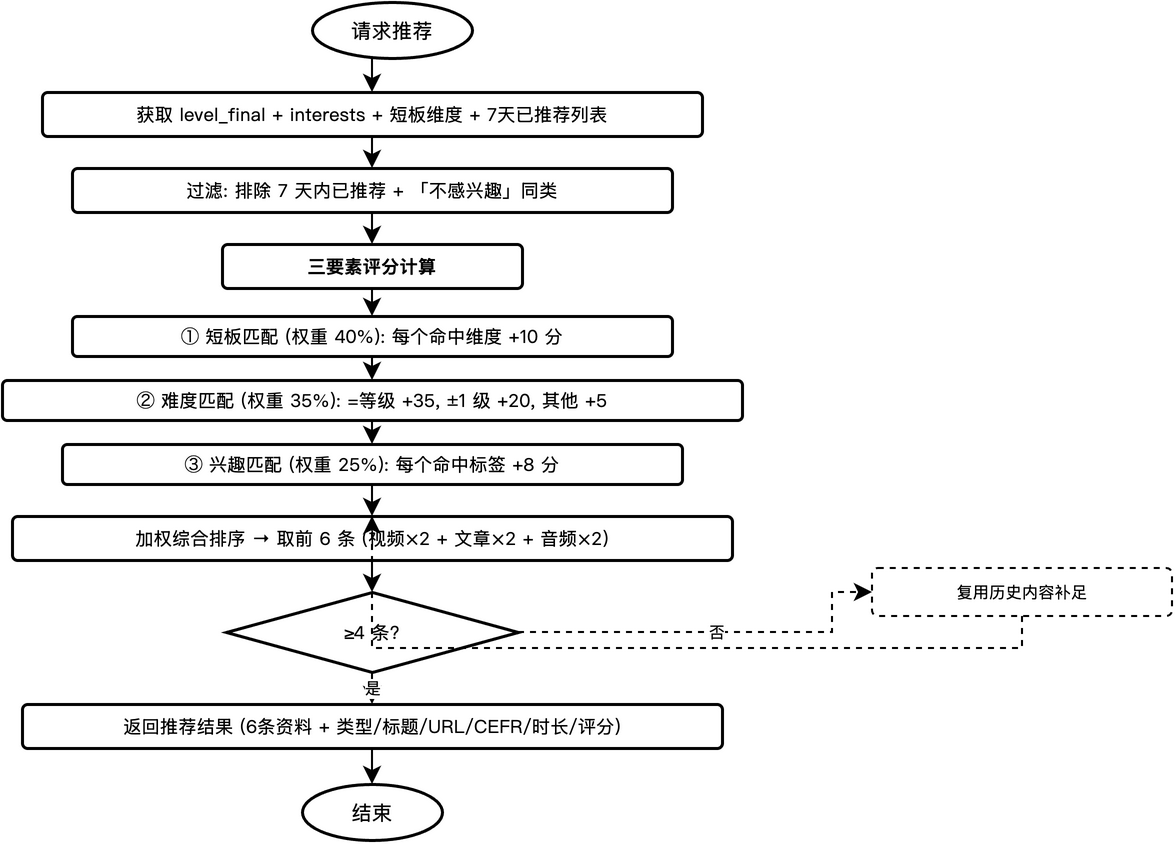 请求推荐
获取 level_final + interests + 短板维度 + 7天已推荐列表
过滤: 排除 7 天内已推荐 + 「不感兴趣」同类
三要素评分计算
① 短板匹配 (权重 40%): 每个命中维度 +10 分
② 难度匹配 (权重 35%): =等级 +35, ±1 级 +20, 其他 +5
③ 兴趣匹配 (权重 25%): 每个命中标签 +8 分
加权综合排序 → 取前 6 条 (视频×2 + 文章×2 + 音频×2)
复用历史内容补足
≥4 条?
否
是
返回推荐结果 (6条资料 + 类型/标题/URL/CEFR/时长/评分)
结束